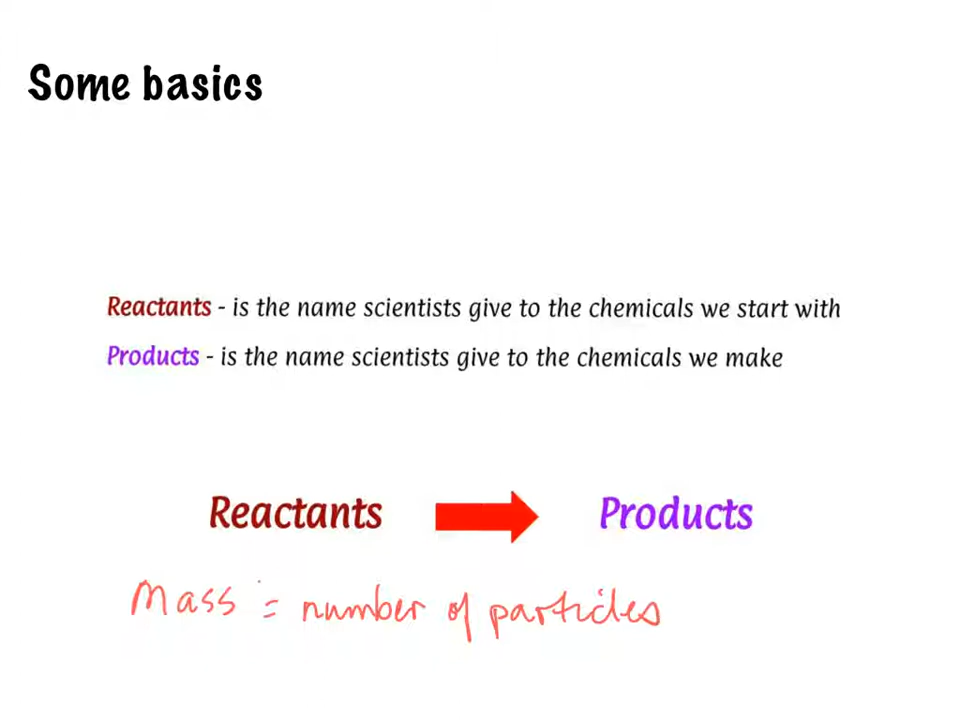 Some basics
Reactants - is the name scientists give to the chemicals we start with
Products - is the name scientists give to the chemicals we make
Reactants Products
Mass = number of particles